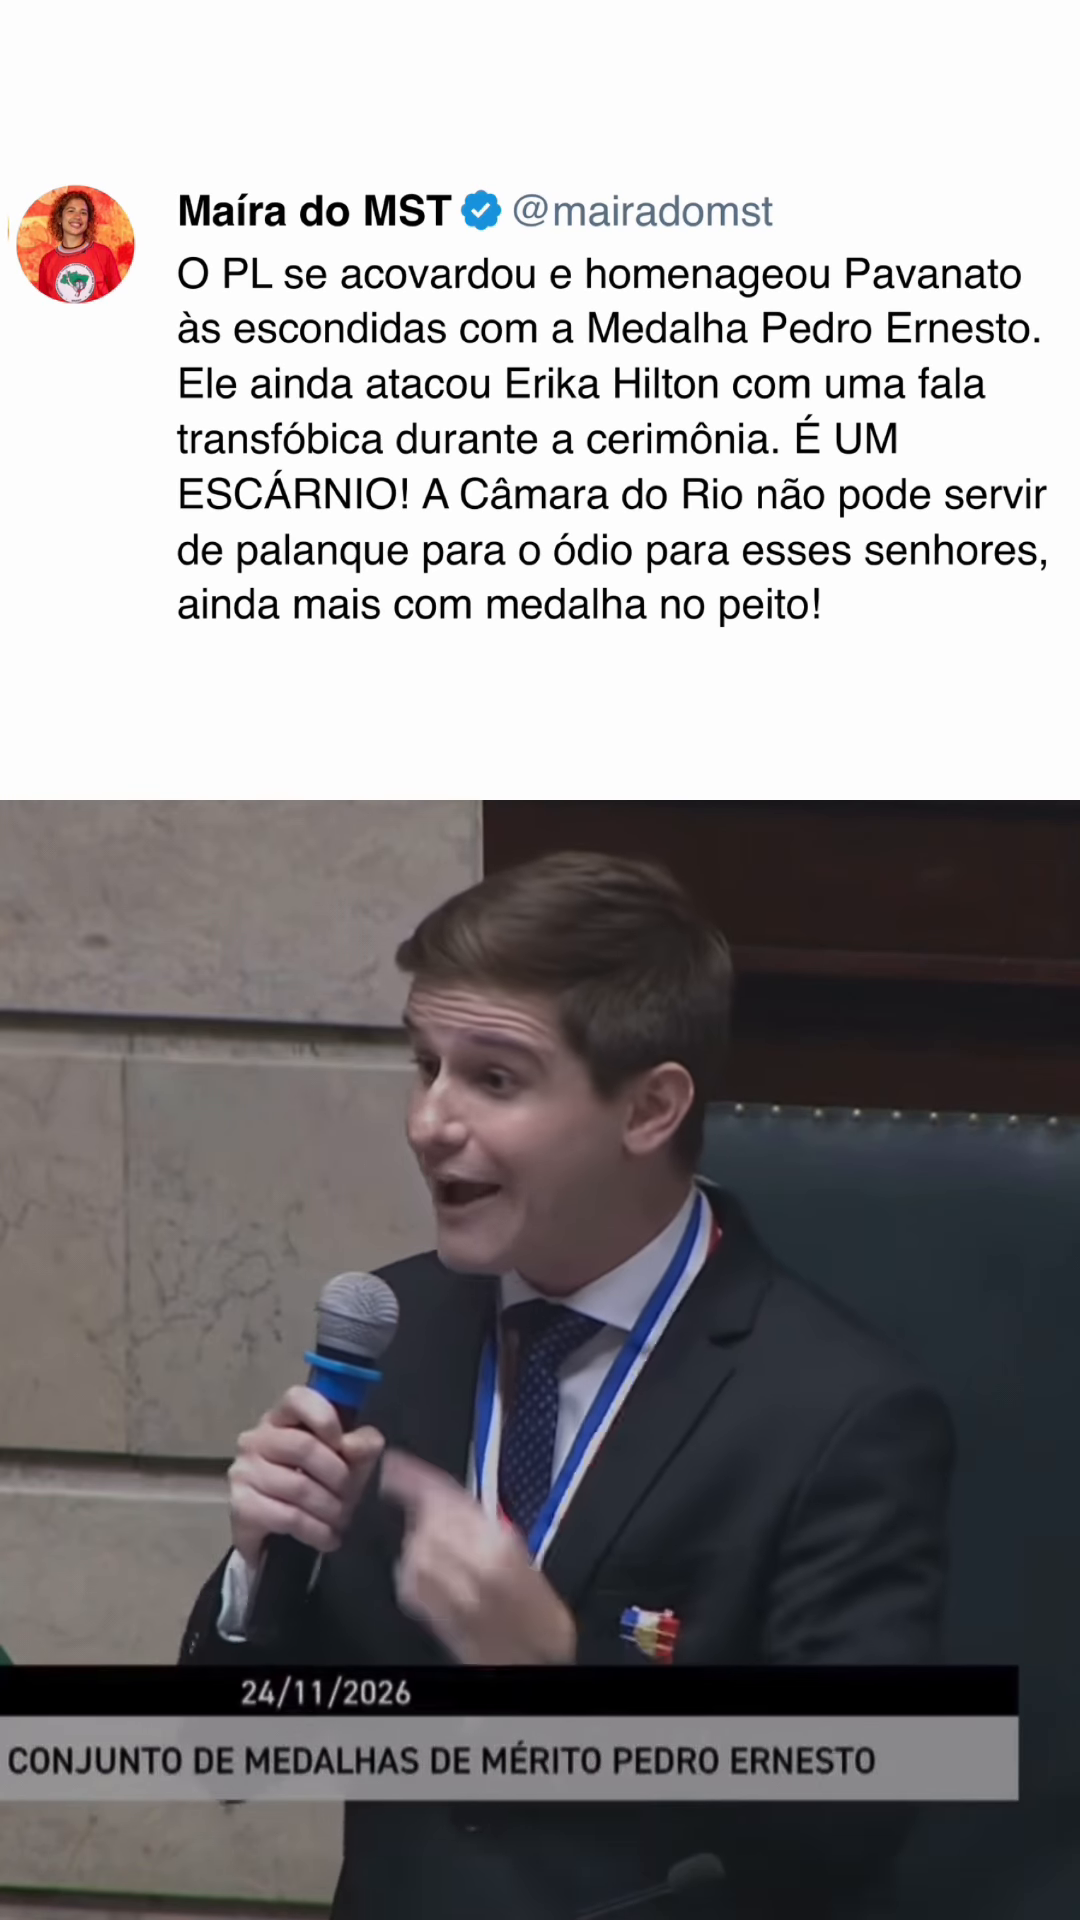 Maíra do MST @mairadomst
O PL se acovardou e homenageou Pavanato
às escondidas com a Medalha Pedro Ernesto.
Ele ainda atacou Erika Hilton com uma fala
transfóbica durante a cerimônia. É UM
ESCÁRNIO! A Câmara do Rio não pode servir
de palanque para o ódio para esses senhores,
ainda mais com medalha no peito!
24/11/2026
CONJUNTO DE MEDALHAS DE MÉRITO PEDRO ERNESTO